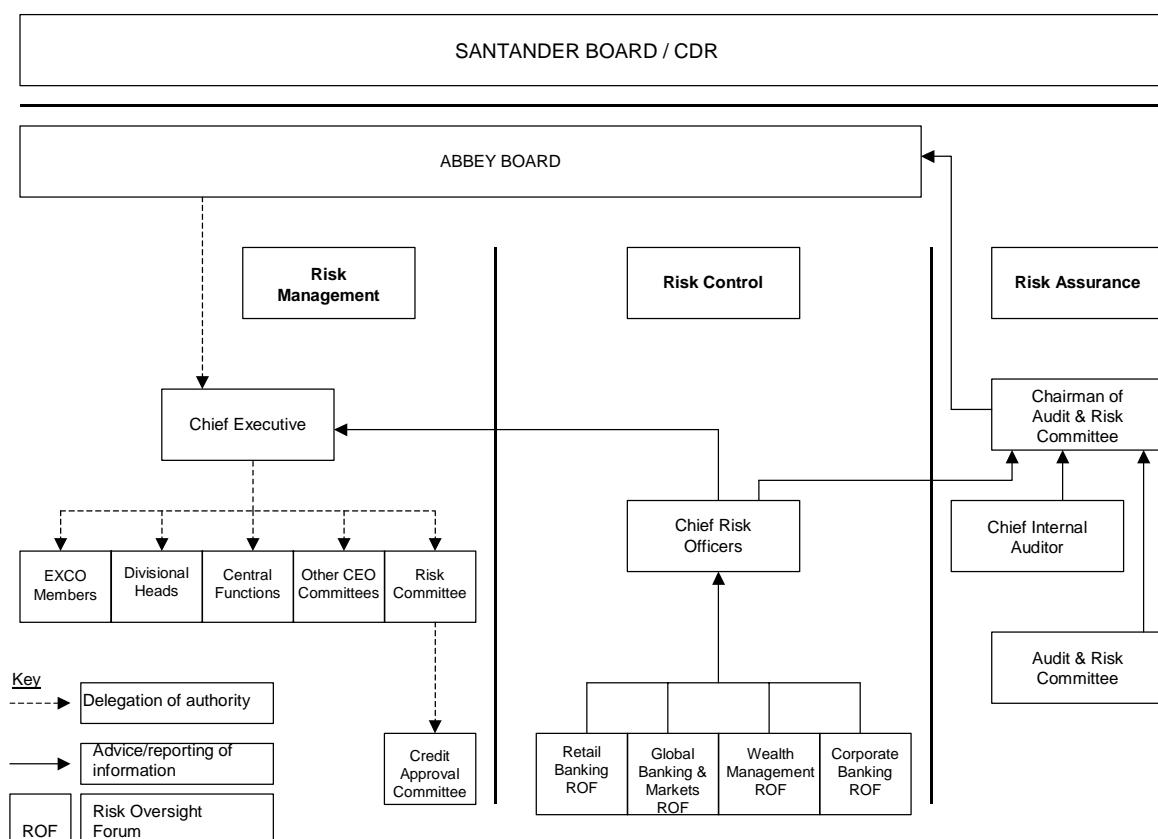 SANTANDER BOARD / CDR
ABBEY BOARD
Risk
Management
Risk Control
Risk Assurance
Chief Executive
Chairman of
Audit & Risk
Committee
Chief Risk
Officers
Chief Internal
Auditor
EXCO
Members
Divisional
Heads
Central
Functions
Other CEO
Committees
Risk
Committee
Audit & Risk
Committee
Key
Delegation of authority
Advice/reporting of
information
ROF
Risk Oversight
Forum
Credit
Approval
Committee
Retail
Banking
ROF
Global
Banking &
Markets
ROF
Wealth
Management
ROF
Corporate
Banking
ROF